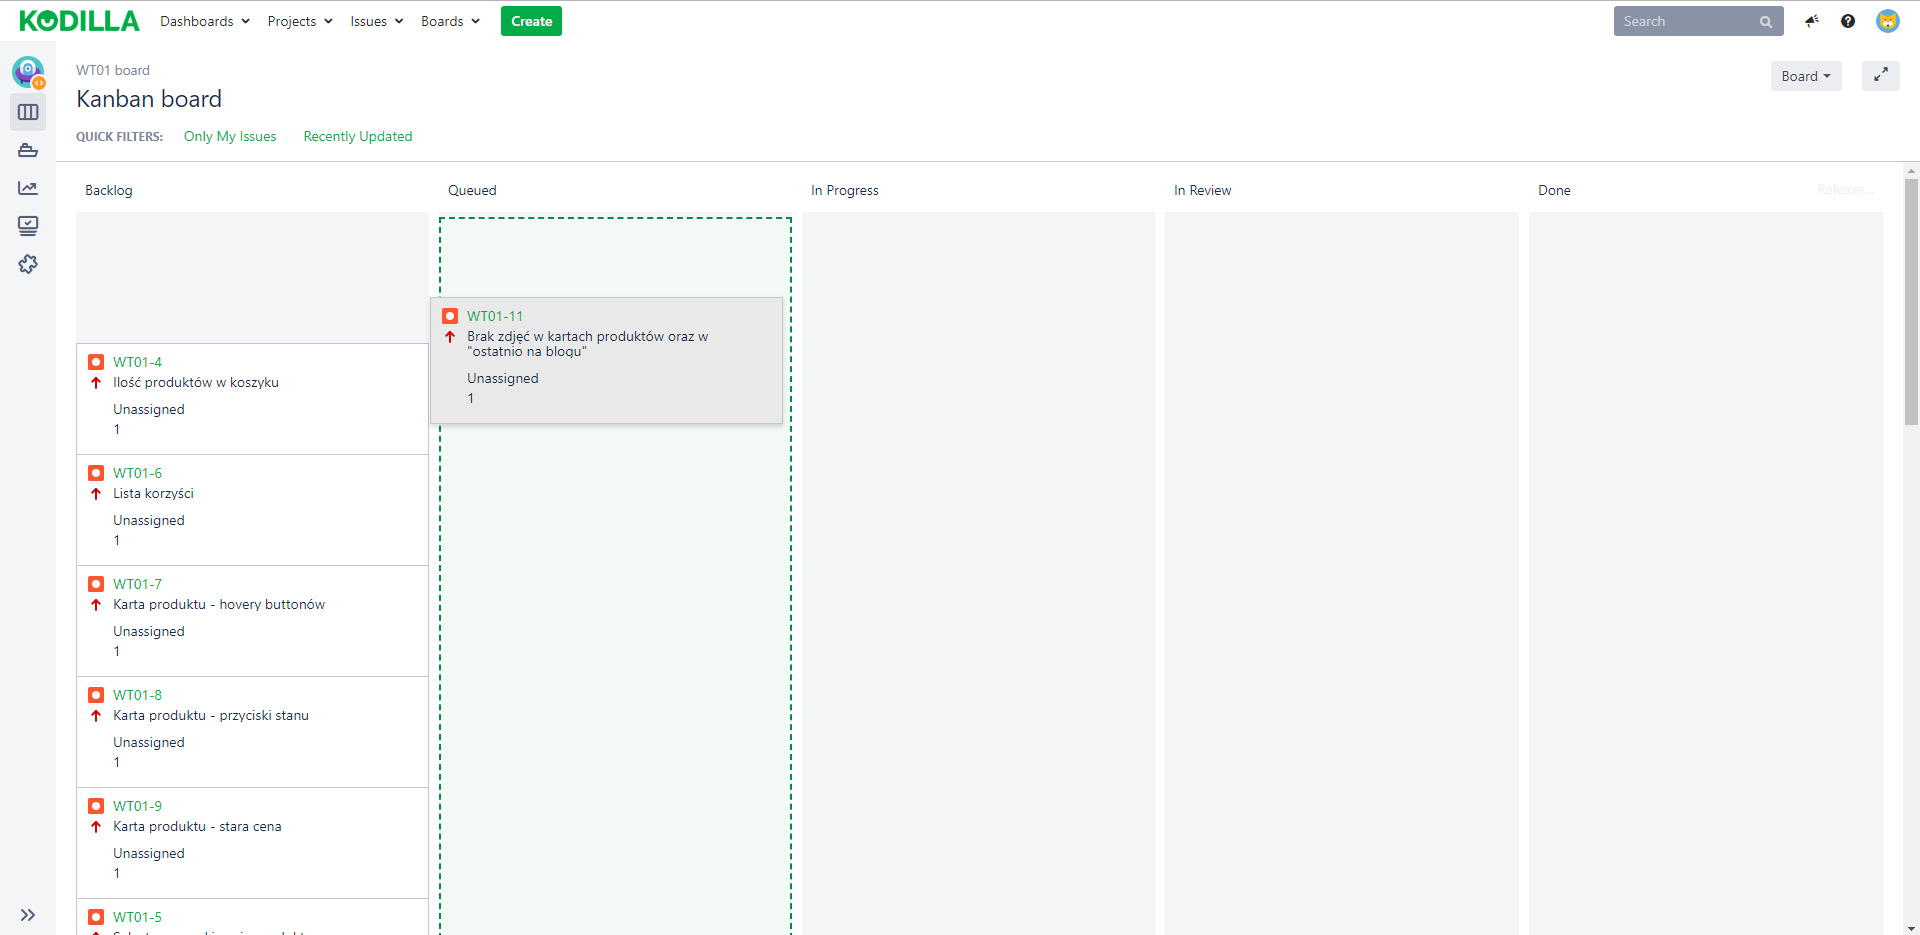 KODILLA
Dashboards
Projects
Issues
Boards
Create
Search
WT01 board
Kanban board
Board
QUICK FILTERS:
Only My Issues
Recently Updated
Backlog
Queued
In Progress
In Review
Done
Release...
WT01-11
Brak zdjęć w kartach produktów oraz w
"ostatnio na blogu"
Unassigned
1
WT01-4
Ilość produktów w koszyku
Unassigned
1
WT01-6
Lista korzyści
Unassigned
1
WT01-7
Karta produktu - hovery buttonów
Unassigned
1
WT01-8
Karta produktu - przyciski stanu
Unassigned
1
WT01-9
Karta produktu - stara cena
Unassigned
1
WT01-5